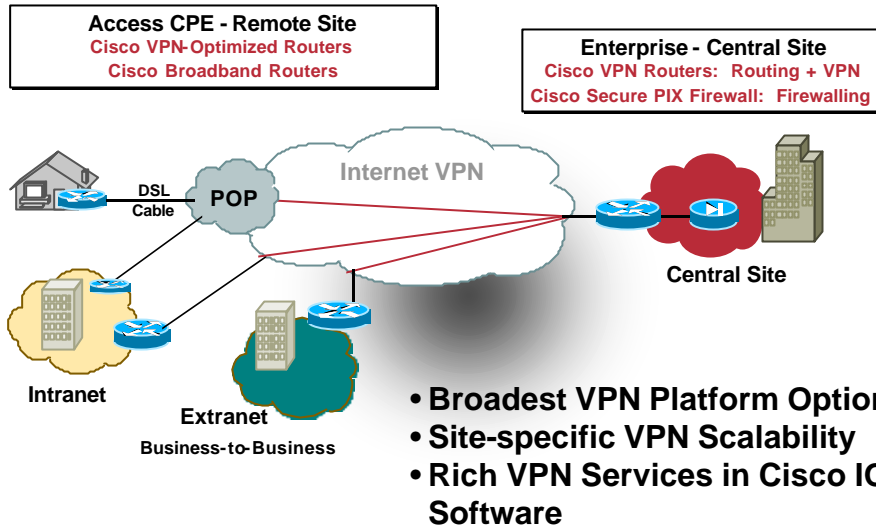 Access CPE - Remote Site
Cisco VPN-Optimized Routers
Cisco Broadband Routers
Enterprise - Central Site
Cisco VPN Routers: Routing + VPN
Cisco Secure PIX Firewall: Firewalling
Internet VPN
DSL
Cable
POP
Central Site
Intranet
Extranet
Business-to-Business
• Broadest VPN Platform Option
• Site-specific VPN Scalability
• Rich VPN Services in Cisco IO
Software